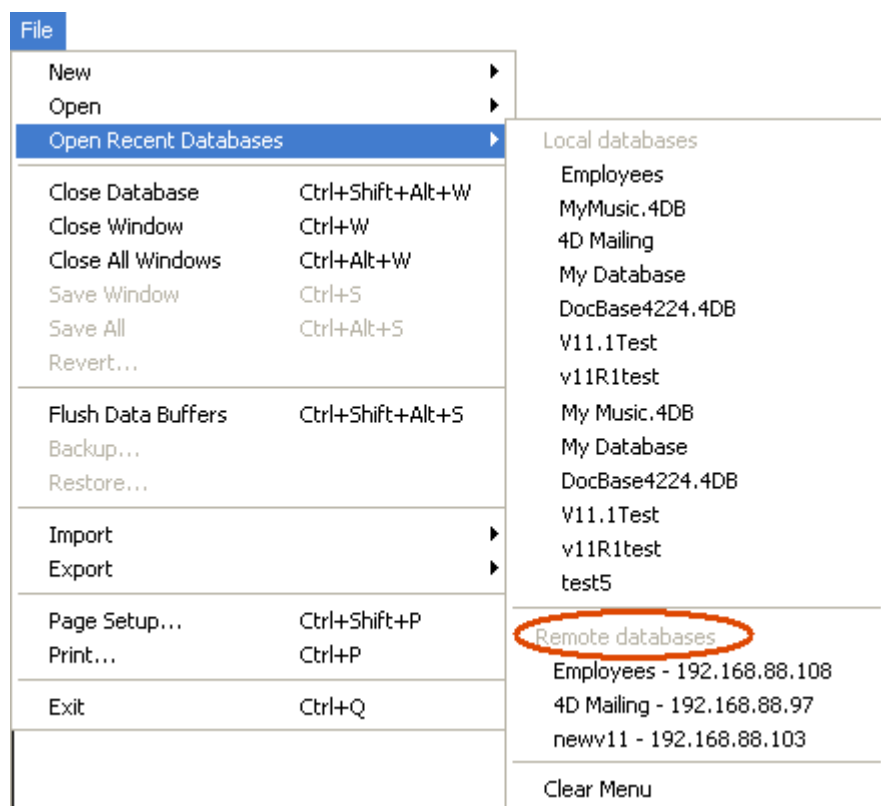 File
New
Open
Open Recent Databases
Close Database Ctrl+Shift+Alt+W
Close Window Ctrl+W
Close All Windows Ctrl+Alt+W
Save Window Ctrl+S
Save All Ctrl+Alt+S
Revert...
Flush Data Buffers Ctrl+Shift+Alt+S
Backup...
Restore...
Import
Export
Page Setup... Ctrl+Shift+P
Print... Ctrl+P
Exit Ctrl+Q
Local databases
Employees
MyMusic.4DB
4D Mailing
My Database
DocBase4224.4DB
V11.1Test
v11R1test
My Music.4DB
My Database
DocBase4224.4DB
V11.1Test
v11R1test
test5
Remote databases
Employees - 192.168.88.108
4D Mailing - 192.168.88.97
newv11 - 192.168.88.103
Clear Menu